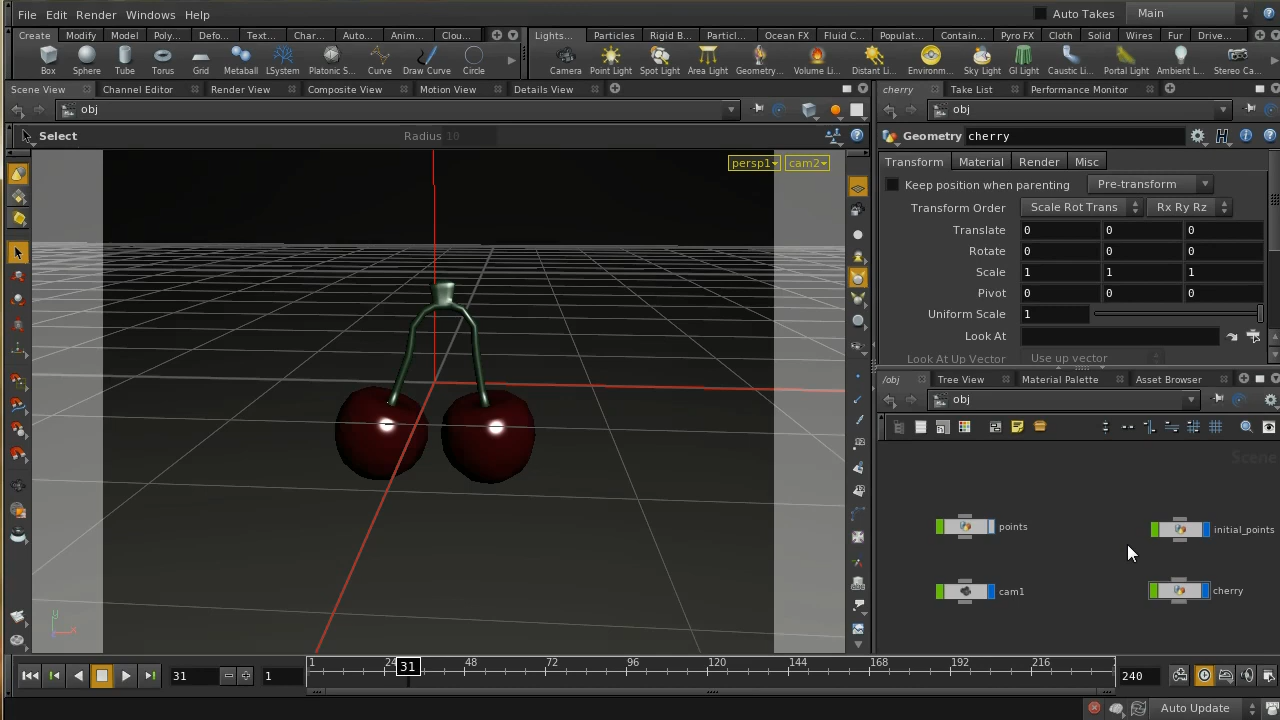 File Edit Render Windows Help Auto Takes Main
Create Modify Model Poly... Defo... Text... Char... Auto... Anim... Clou... Lights... Particles Rigid B... Particl... Ocean FX Fluid C... Populat... Contain... Pyro FX Cloth Solid Wires Fur Drive...
Box Sphere Tube Torus Grid Metaball LSystem Platonic S... Curve Draw Curve Circle Camera Point Light Spot Light Area Light Geometry... Volume Li... Distant Li... Environm... Sky Light GI Light Caustic Li... Portal Light Ambient L... Stereo Ca...
Scene View Channel Editor Render View Composite View Motion View Details View cherry Take List Performance Monitor
obj obj
Select Radius 10 Geometry cherry
persp1 cam2 Transform Material Render Misc
Keep position when parenting Pre-transform
Transform Order Scale Rot Trans Rx Ry Rz
Translate 0 0 0
Rotate 0 0 0
Scale 1 1 1
Pivot 0 0 0
Uniform Scale 1
Look At
Look At Up Vector Use up vector
/obj Tree View Material Palette Asset Browser
obj
Scene
points initial_points
cam1 cherry
31 1 1 31 48 72 96 120 144 168 192 216 240
Auto Update